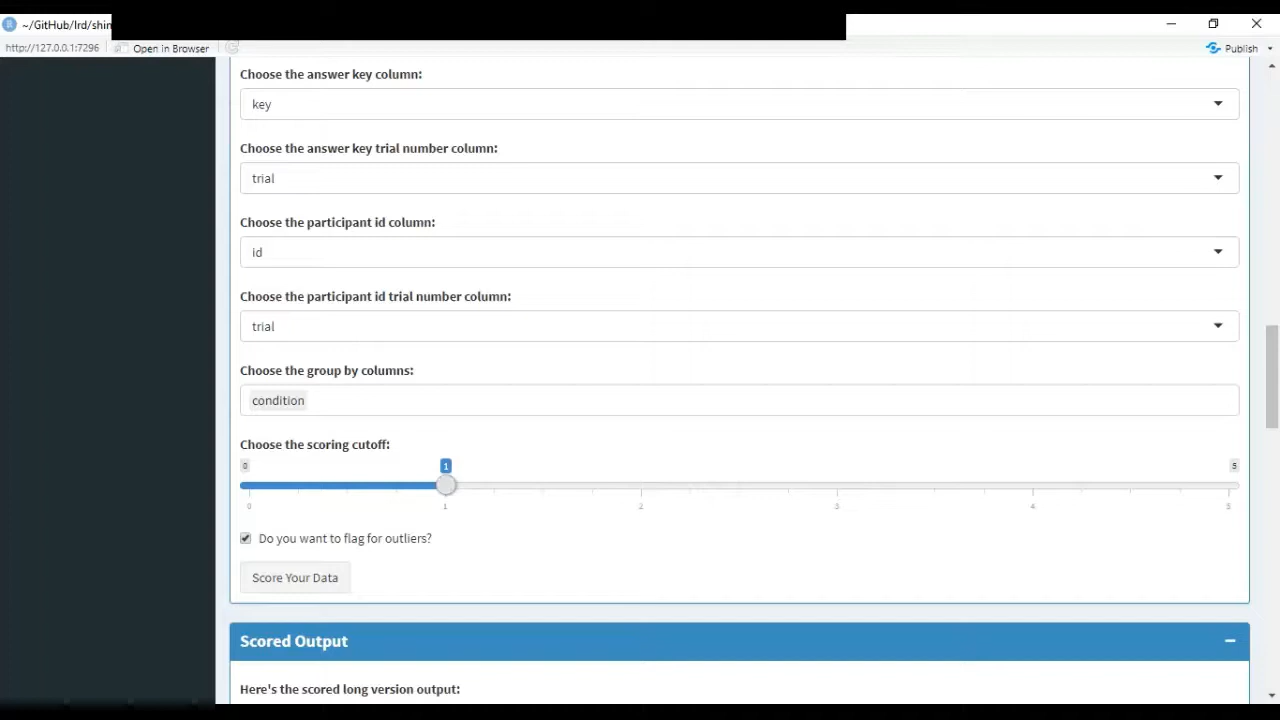 ~/GitHub/lrd/shin
http://127.0.0.1:7296 Open in Browser Publish
Choose the answer key column:
key
Choose the answer key trial number column:
trial
Choose the participant id column:
id
Choose the participant id trial number column:
trial
Choose the group by columns:
condition
Choose the scoring cutoff:
0 1 5
0 1 2 3 4 5
Do you want to flag for outliers?
Score Your Data
Scored Output
Here's the scored long version output: